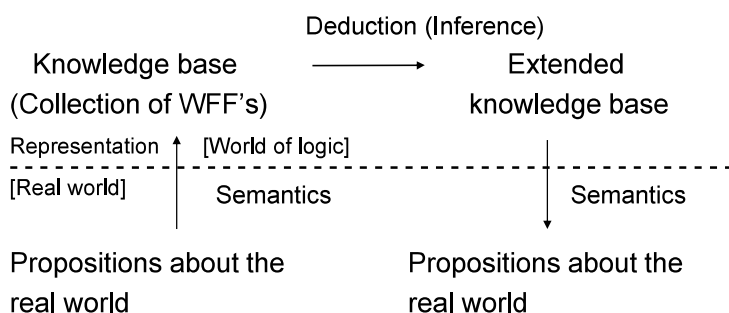 Deduction (Inference)
Knowledge base
(Collection of WFF's)
Extended
knowledge base
Representation [World of logic]
[Real world]
Semantics
Semantics
Propositions about the
real world
Propositions about the
real world